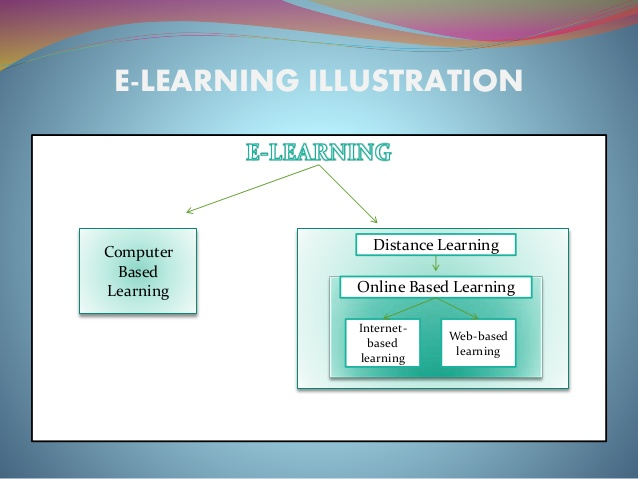 E-LEARNING ILLUSTRATION
E-LEARNING
Computer
Based
Learning
Distance Learning
Online Based Learning
Internet-
based
learning
Web-based
learning